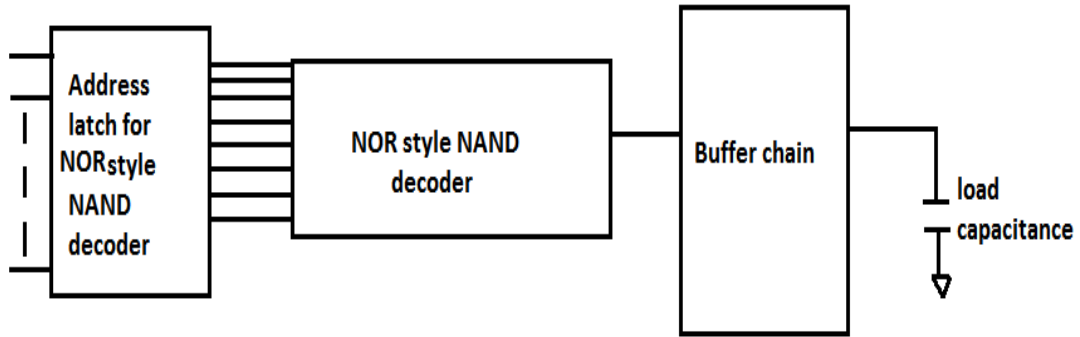 Address
latch for
NORstyle
NAND
decoder
NOR style NAND
decoder
Buffer chain
load
capacitance